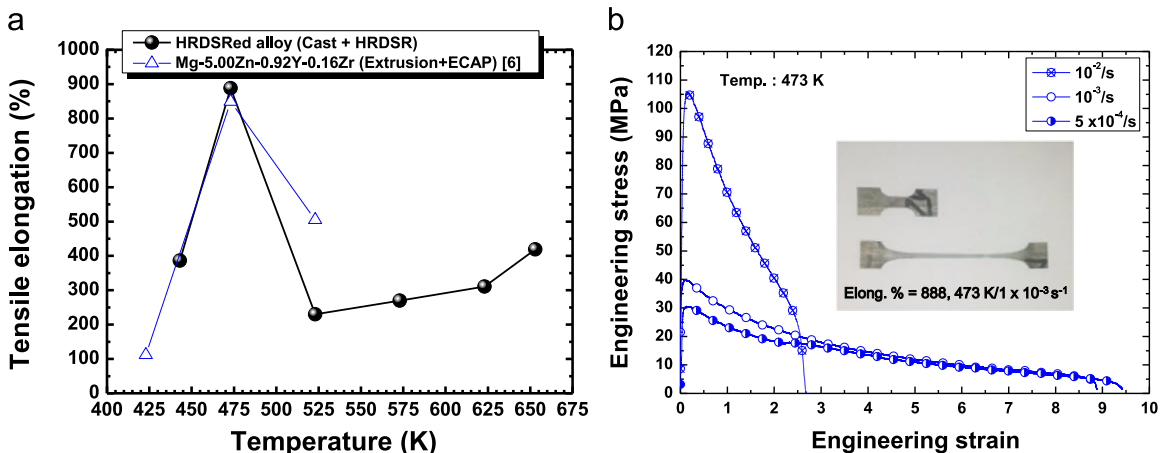 a
HRDSRed alloy (Cast + HRDSR)
Mg-5.00Zn-0.92Y-0.16Zr (Extrusion+ECAP) [6]
1000
900
800
700
600
500
400
300
200
100
0
400 425 450 475 500 525 550 575 600 625 650 675
Tensile elongation (%)
Temperature (K)
b
120
110
100
90
80
70
60
50
40
30
20
10
0
0 1 2 3 4 5 6 7 8 9 10
Engineering stress (MPa)
Engineering strain
Temp. : 473 K
10⁻²/s
10⁻³/s
5 x10⁻⁴/s
Elong. % = 888, 473 K/1 x 10⁻³ s⁻¹